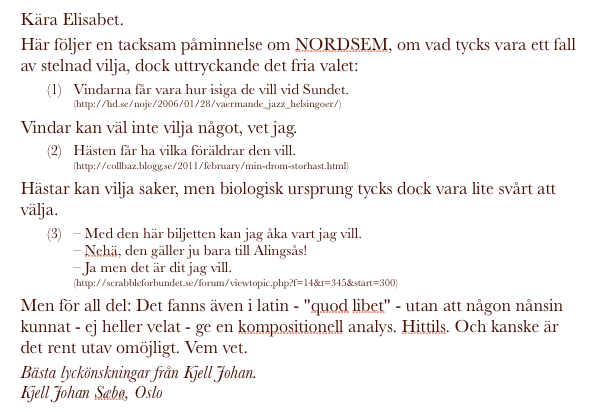 Kära Elisabet.
Här följer en tacksam påminnelse om NORDSEM, om vad tycks vara ett fall
av stelnad vilja, dock uttryckande det fria valet:
(1) Vindarna får vara hur isiga de vill vid Sundet.
(http://hd.se/noje/2006/01/28/vaermande_jazz_helsingoer/)
Vindar kan väl inte vilja något, vet jag.
(2) Hästen får ha vilka föräldrar den vill.
(http://collbaz.blogg.se/2011/february/min-drom-storhast.html)
Hästar kan vilja saker, men biologisk ursprung tycks dock vara lite svårt att
välja.
(3) – Med den här biljetten kan jag åka vart jag vill.
– Nehä, den gäller ju bara till Alingsås!
– Ja men det är dit jag vill.
(http://scrabbleforbundet.se/forum/viewtopic.php?f=14&t=345&start=300)
Men för all del: Det fanns även i latin - "quod libet" - utan att någon nånsin
kunnat - ej heller velat - ge en kompositionell analys. Hittils. Och kanske är
det rent utav omöjligt. Vem vet.
Bästa lyckönskningar från Kjell Johan.
Kjell Johan Sæbø, Oslo